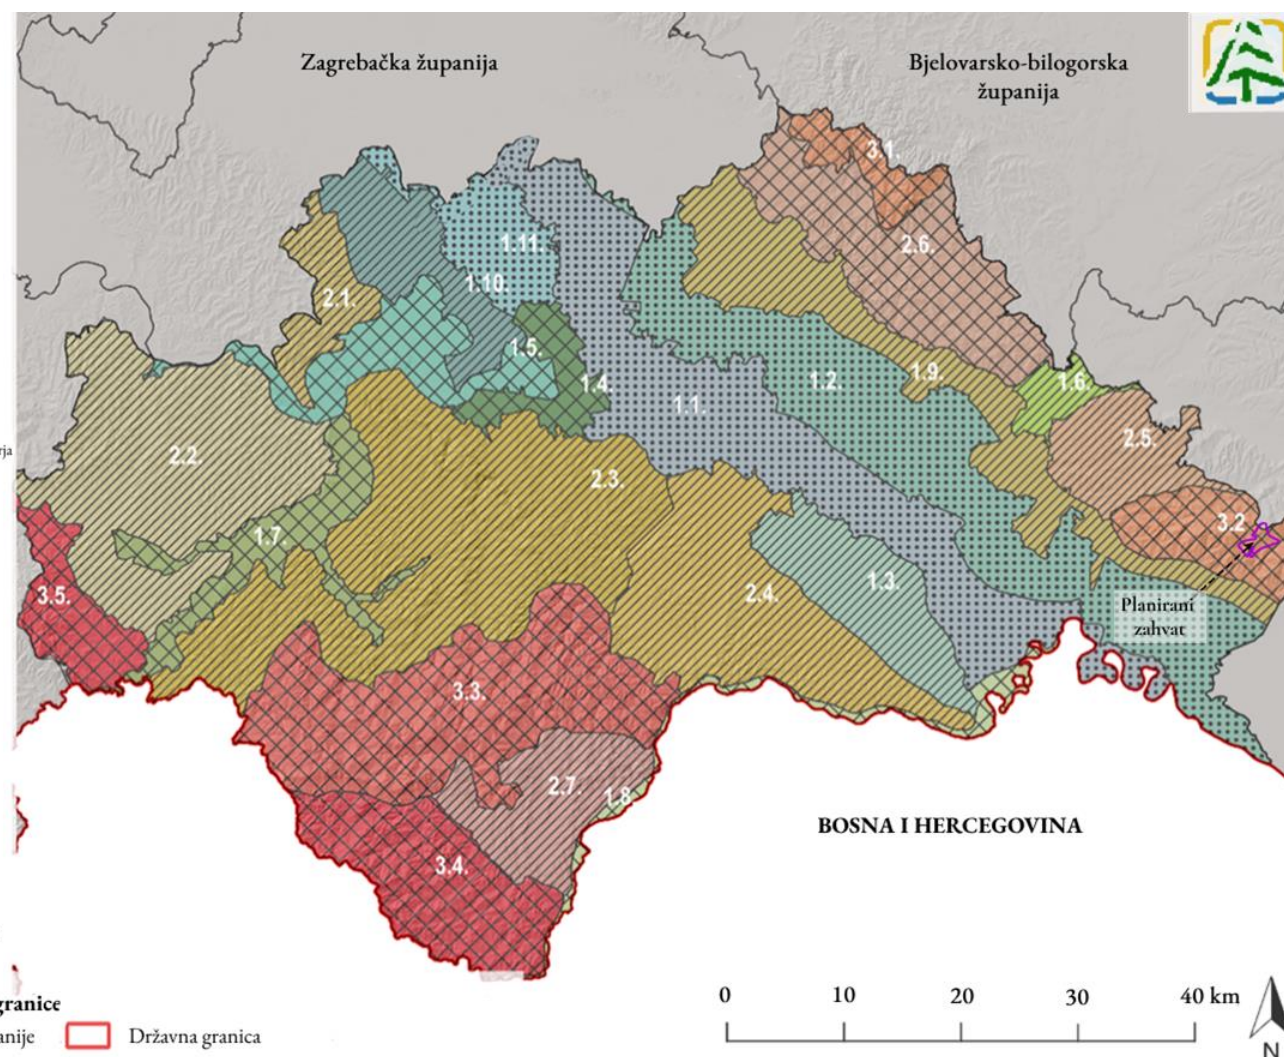 Zagrebačka županija
Bjelovarsko-bilogorska
županija
3.1.
1.11.
2.6.
1.10.
2.1.
1.5.
1.4.
1.2.
1.9.
1.6.
1.1.
2.5.
rja
2.2.
2.3.
3.2
1.7.
1.3.
3.5.
2.4.
Planirani
zahvat
3.3.
2.7.
1.8
BOSNA I HERCEGOVINA
3.4.
granice
anije
Državna granica
0 10 20 30 40 km
N